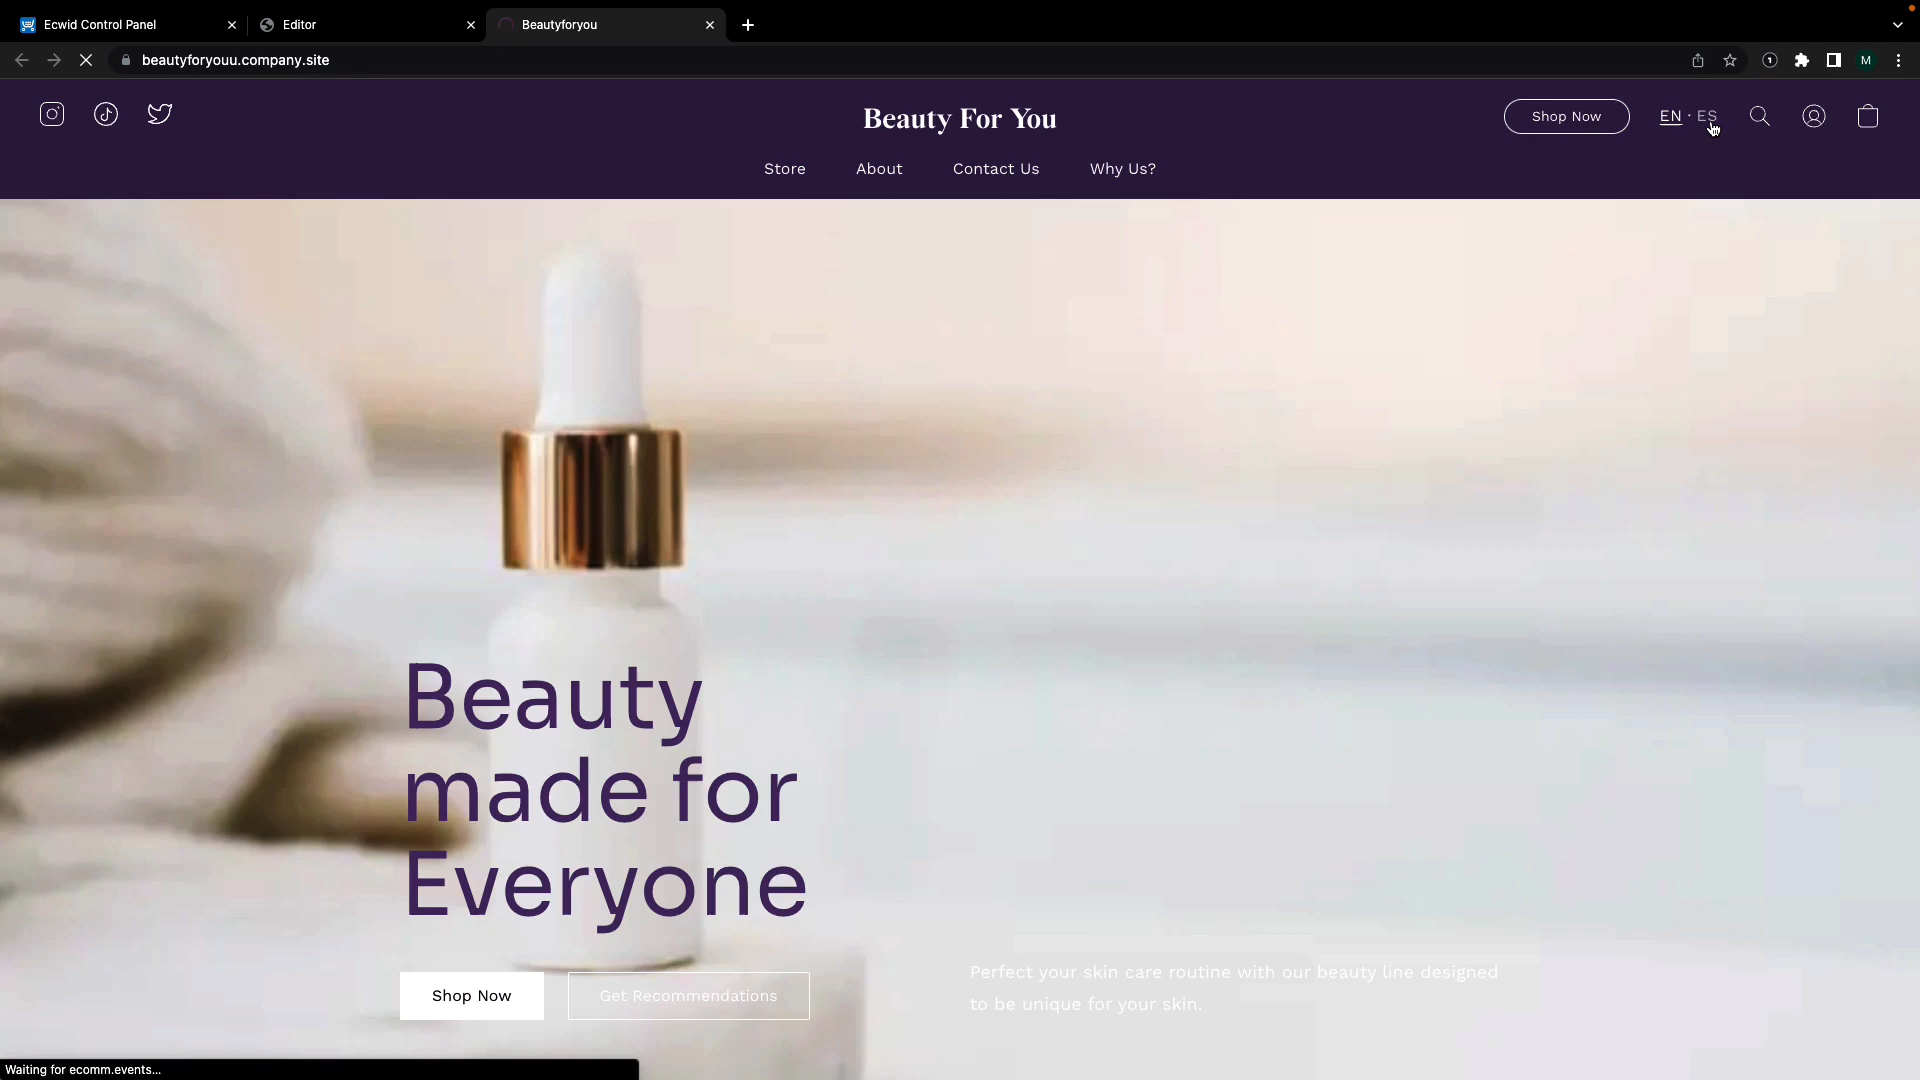 Ecwid Control Panel
Editor
Beautyforyou
beautyforyouu.company.site
M
Beauty For You
Shop Now
EN · ES
Store
About
Contact Us
Why Us?
Beauty
made for
Everyone
Shop Now
Get Recommendations
Perfect your skin care routine with our beauty line designed
to be unique for your skin.
Waiting for ecomm.events...